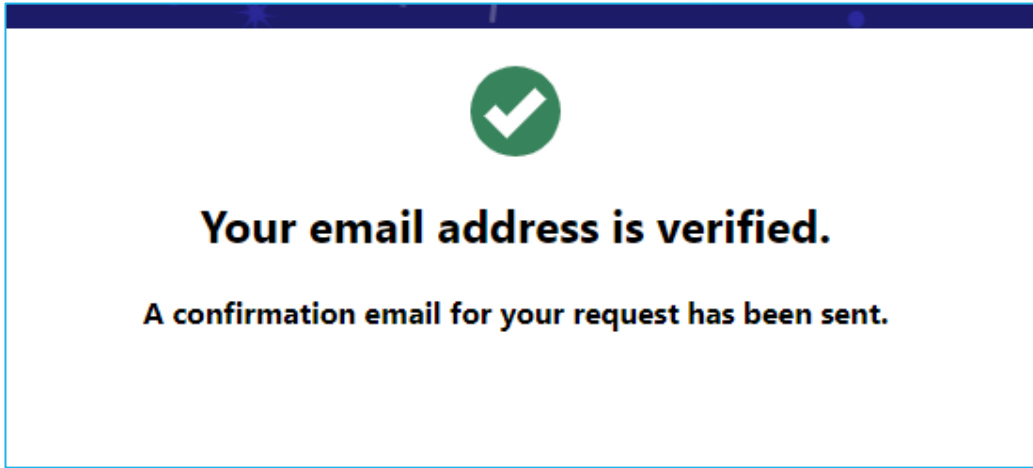 Your email address is verified.
A confirmation email for your request has been sent.